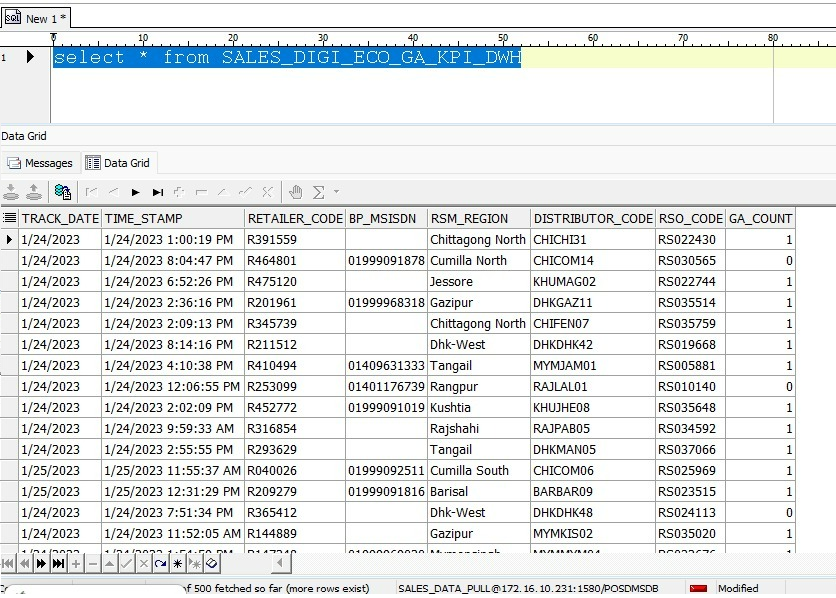 New 1 *
0 10 20 30 40 50 60 70 80
1 select * from SALES_DIGI_ECO_GA_KPI_DWH
Data Grid
Messages Data Grid
TRACK_DATE TIME_STAMP RETAILER_CODE BP_MSISDN RSM_REGION DISTRIBUTOR_CODE RSO_CODE GA_COUNT
1/24/2023 1/24/2023 1:00:19 PM R391559 Chittagong North CHICHI31 RS022430 1
1/24/2023 1/24/2023 8:04:47 PM R464801 01999091878 Cumilla North CHICOM14 RS030565 0
1/24/2023 1/24/2023 6:52:26 PM R475120 Jessore KHUMAG02 RS022744 1
1/24/2023 1/24/2023 2:36:16 PM R201961 01999968318 Gazipur DHKGAZ11 RS035514 1
1/24/2023 1/24/2023 2:09:13 PM R345739 Chittagong North CHIFEN07 RS035759 1
1/24/2023 1/24/2023 8:14:16 PM R211512 Dhk-West DHKDHK42 RS019668 1
1/24/2023 1/24/2023 4:10:38 PM R410494 01409631333 Tangail MYMJAM01 RS005881 1
1/24/2023 1/24/2023 12:06:55 PM R253099 01401176739 Rangpur RAJLAL01 RS010140 0
1/24/2023 1/24/2023 2:02:09 PM R452772 01999091019 Kushtia KHUJHE08 RS035648 1
1/24/2023 1/24/2023 9:59:33 AM R316854 Rajshahi RAJPAB05 RS034592 1
1/24/2023 1/24/2023 2:55:55 PM R293629 Tangail DHKMAN05 RS037066 1
1/25/2023 1/25/2023 11:55:37 AM R040026 01999092511 Cumilla South CHICOM06 RS025969 1
1/25/2023 1/25/2023 12:31:29 PM R209279 01999091816 Barisal BARBAR09 RS023515 1
1/24/2023 1/24/2023 7:51:34 PM R365412 Dhk-West DHKDHK48 RS024113 0
1/24/2023 1/24/2023 11:52:05 AM R144889 Gazipur MYMKIS02 RS035020 1
of 500 fetched so far (more rows exist) SALES_DATA_PULL@172.16.10.231:1580/POSDMSDB Modified